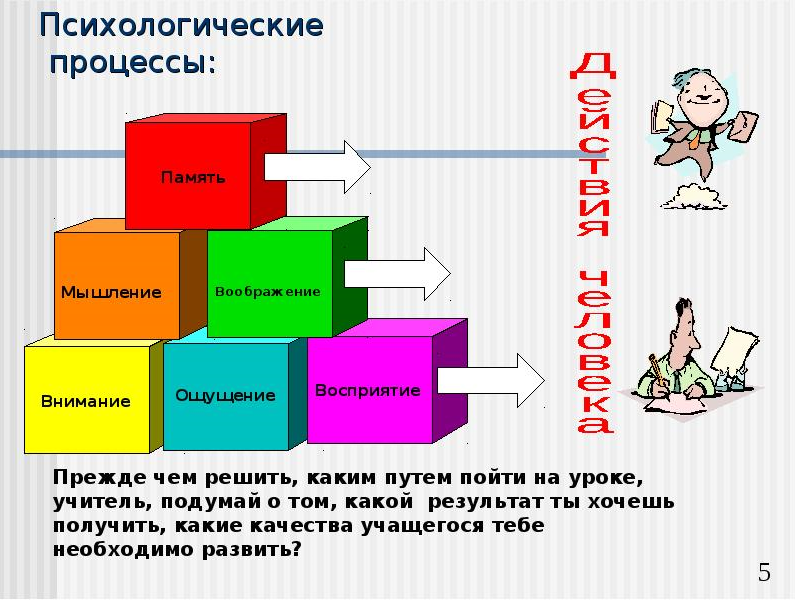 Психологические
процессы:
Память
Мышление
Воображение
Внимание
Ощущение
Восприятие
Действия человека
Прежде чем решить, каким путем пойти на уроке,
учитель, подумай о том, какой результат ты хочешь
получить, какие качества учащегося тебе
необходимо развить?
5